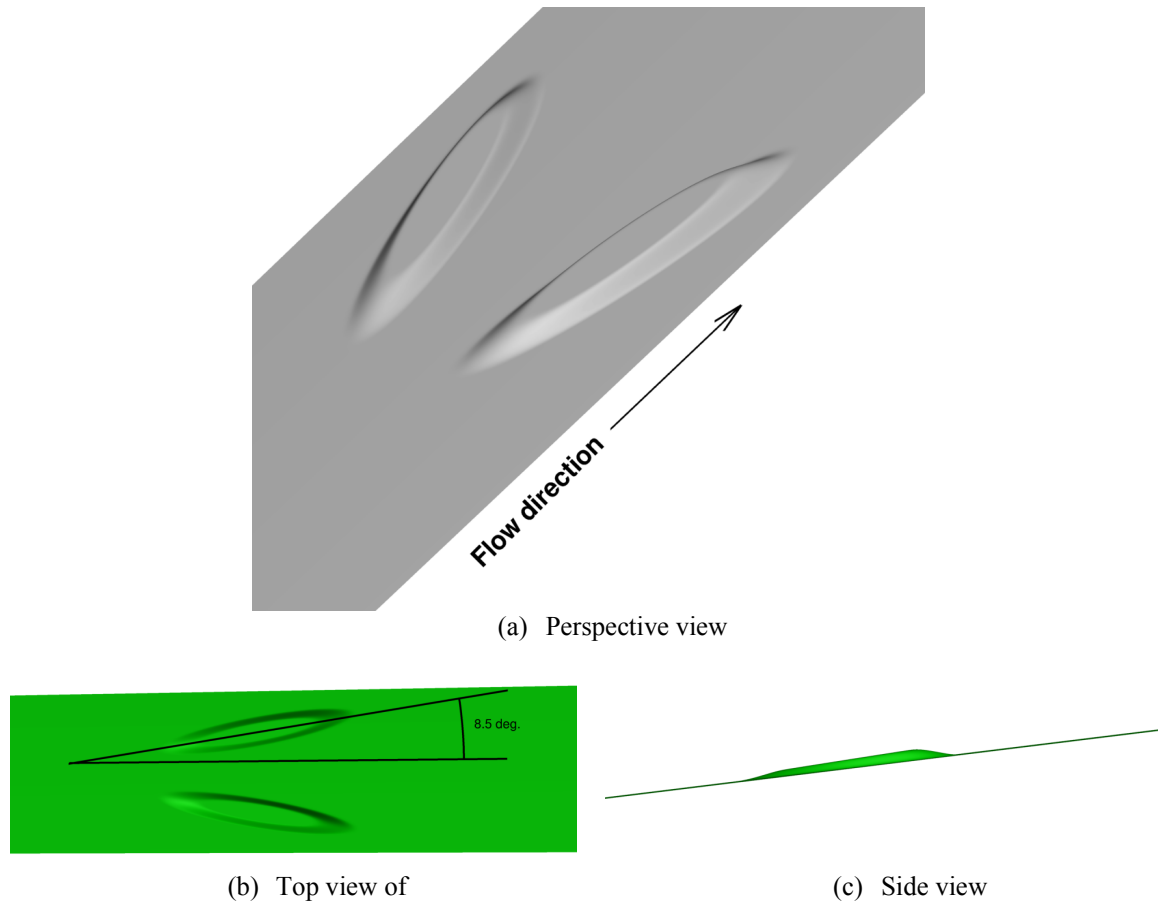 Flow direction
(a) Perspective view
8.5 deg.
(b) Top view of
(c) Side view